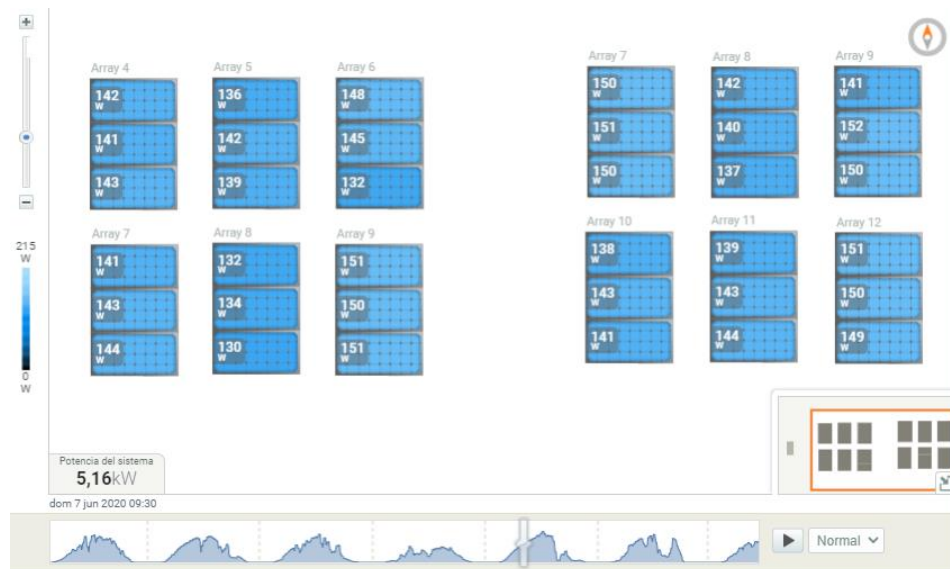 Array 4
142
W
141
W
143
W
Array 5
136
W
142
W
139
W
Array 6
148
W
145
W
132
W
Array 7
150
W
151
W
150
W
Array 8
142
W
140
W
137
W
Array 9
141
W
152
W
150
W
Array 7
141
W
143
W
144
W
Array 8
132
W
134
W
130
W
Array 9
151
W
150
W
151
W
Array 10
138
W
143
W
141
W
Array 11
139
W
143
W
144
W
Array 12
151
W
150
W
149
W
215
W
0
W
Potencia del sistema
5,16kW
dom 7 jun 2020 09:30
Normal